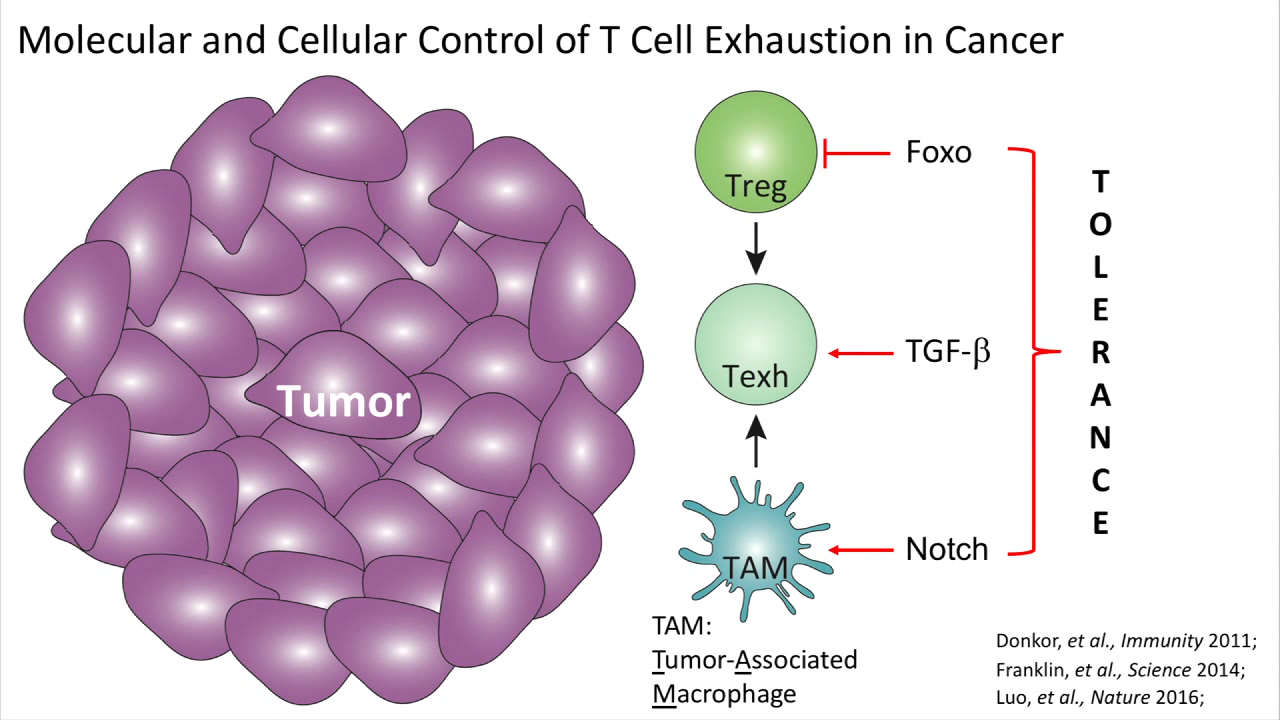 Molecular and Cellular Control of T Cell Exhaustion in Cancer
Tumor
Treg
Foxo
Texh
TGF-β
TAM
Notch
TOLERANCE
TAM:
Tumor-Associated
Macrophage
Donkor, et al., Immunity 2011;
Franklin, et al., Science 2014;
Luo, et al., Nature 2016;